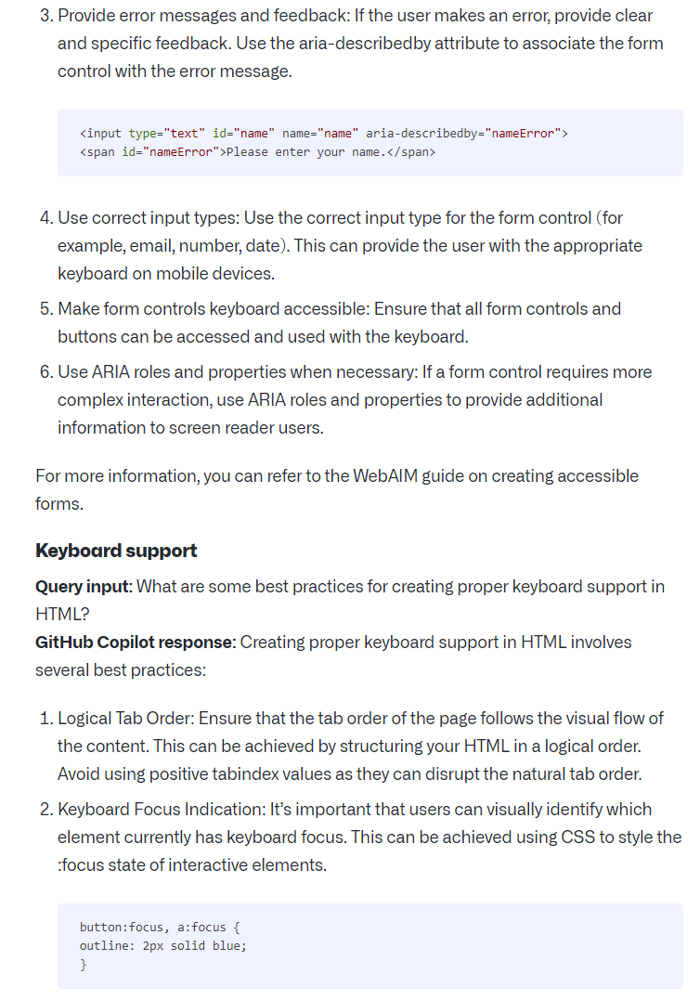 3. Provide error messages and feedback: If the user makes an error, provide clear
and specific feedback. Use the aria-describedby attribute to associate the form
control with the error message.
<input type="text" id="name" name="name" aria-describedby="nameError">
<span id="nameError">Please enter your name.</span>
4. Use correct input types: Use the correct input type for the form control (for
example, email, number, date). This can provide the user with the appropriate
keyboard on mobile devices.
5. Make form controls keyboard accessible: Ensure that all form controls and
buttons can be accessed and used with the keyboard.
6. Use ARIA roles and properties when necessary: If a form control requires more
complex interaction, use ARIA roles and properties to provide additional
information to screen reader users.
For more information, you can refer to the WebAIM guide on creating accessible
forms.
Keyboard support
Query input: What are some best practices for creating proper keyboard support in
HTML?
GitHub Copilot response: Creating proper keyboard support in HTML involves
several best practices:
1. Logical Tab Order: Ensure that the tab order of the page follows the visual flow of
the content. This can be achieved by structuring your HTML in a logical order.
Avoid using positive tabindex values as they can disrupt the natural tab order.
2. Keyboard Focus Indication: It’s important that users can visually identify which
element currently has keyboard focus. This can be achieved using CSS to style the
:focus state of interactive elements.
button:focus, a:focus {
outline: 2px solid blue;
}